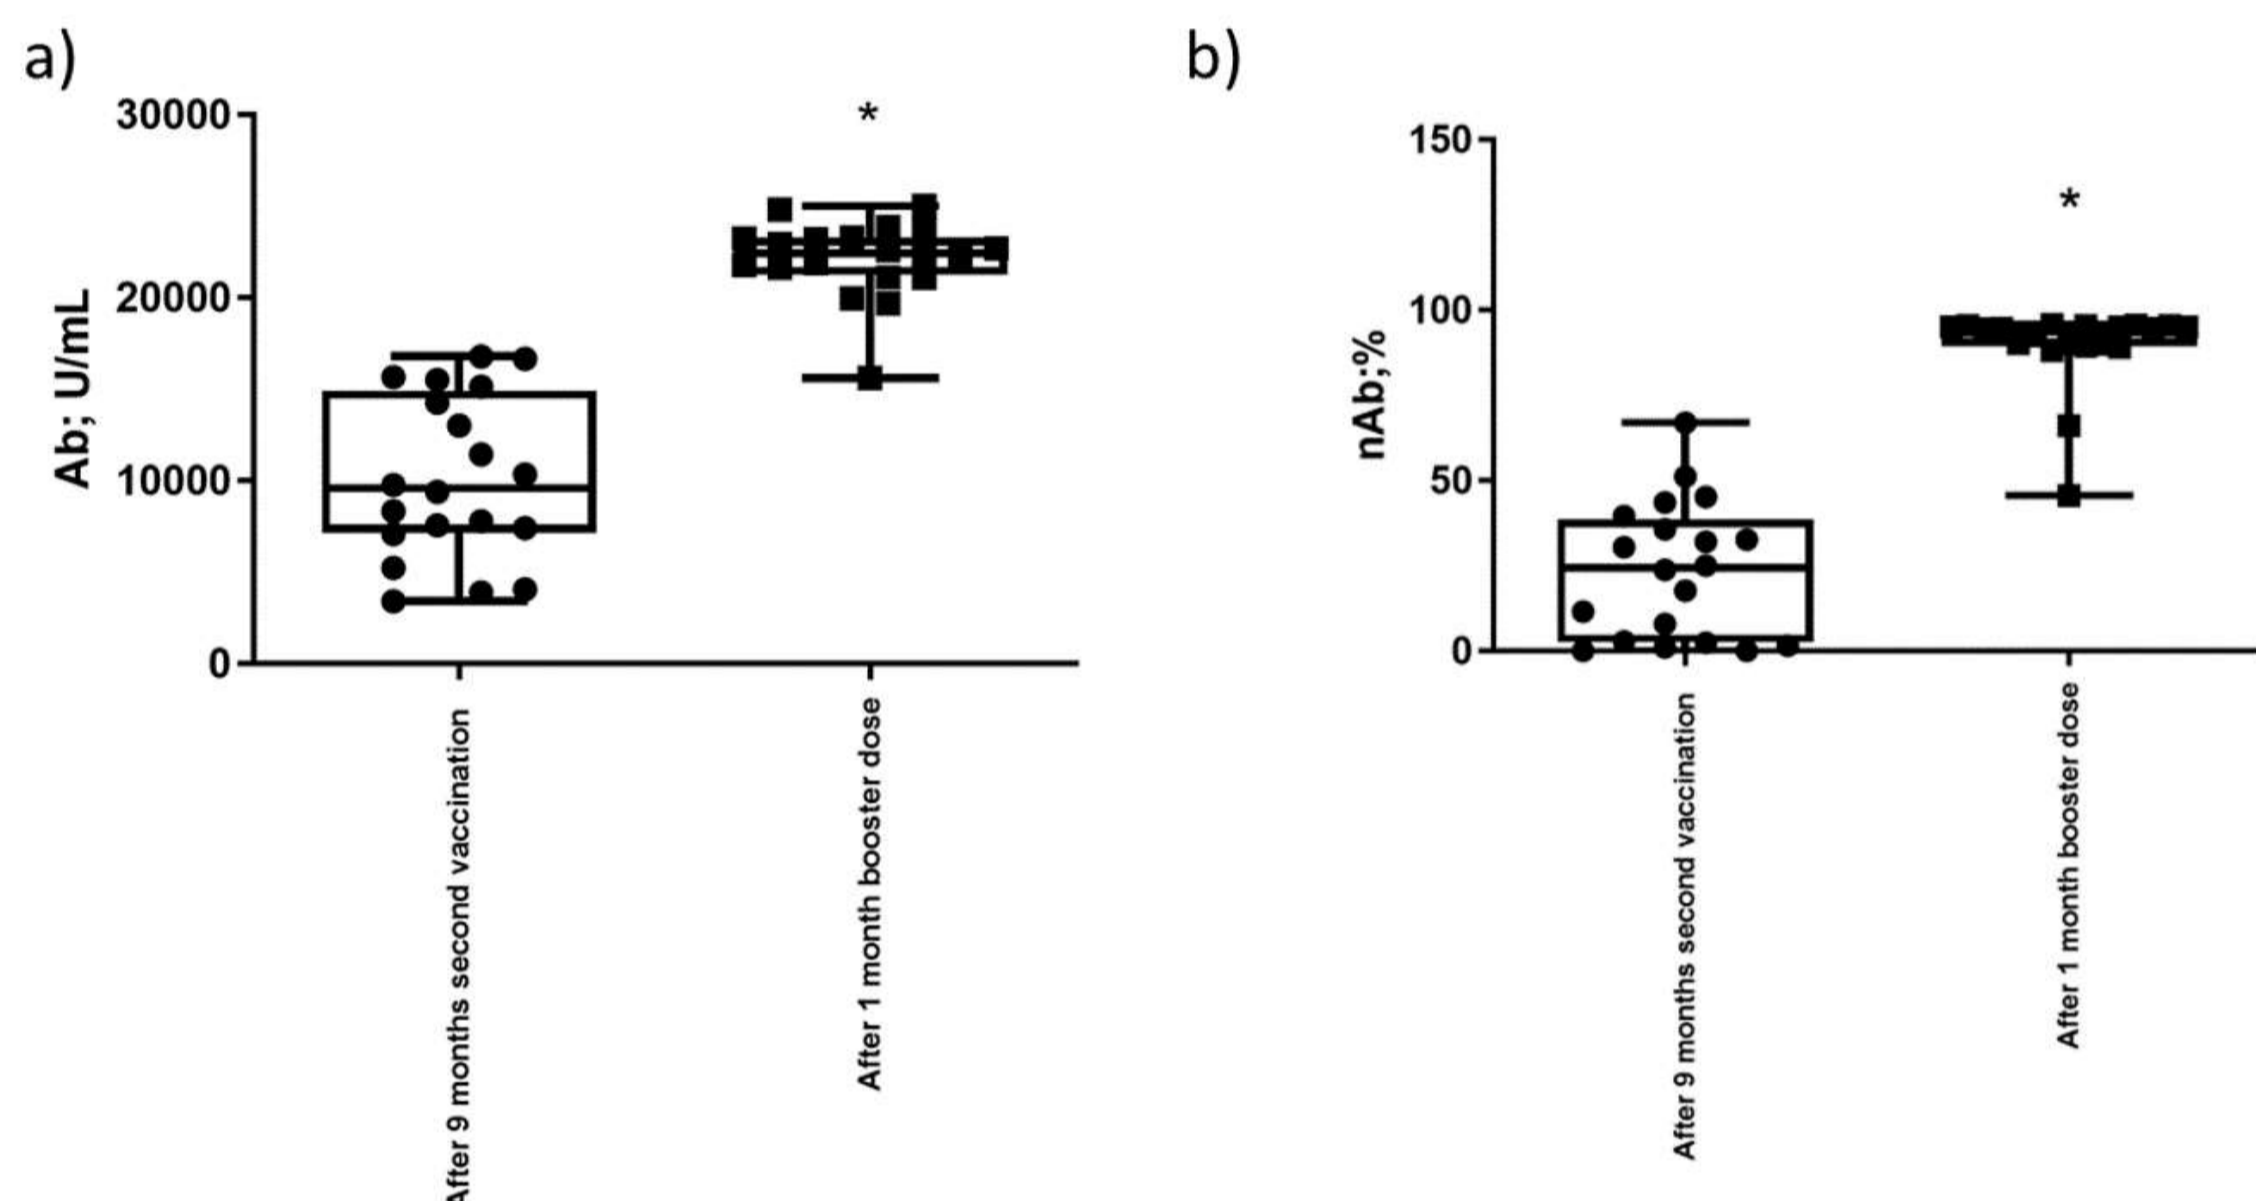 a)
30000
20000
10000
0
Ab; U/mL
*
After 9 months second vaccination
After 1 month booster dose
b)
150
100
50
0
nAb;%
*
After 9 months second vaccination
After 1 month booster dose